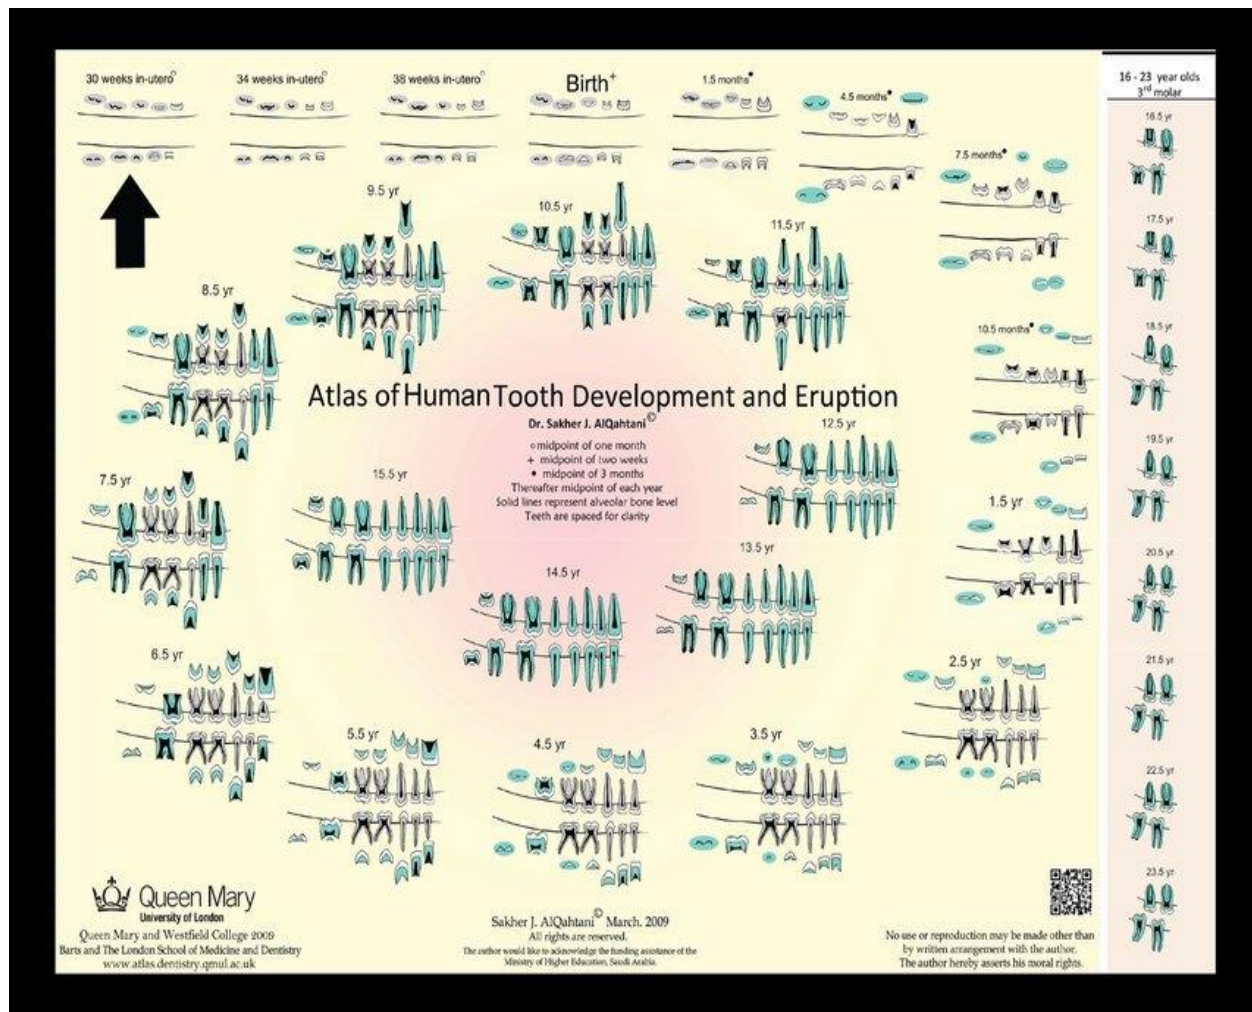 30 weeks in-utero°
34 weeks in-utero°
38 weeks in-utero°
Birth⁺
1.5 months•
4.5 months•
7.5 months•
10.5 months•
1.5 yr
2.5 yr
3.5 yr
4.5 yr
5.5 yr
6.5 yr
7.5 yr
8.5 yr
9.5 yr
10.5 yr
11.5 yr
12.5 yr
13.5 yr
14.5 yr
15.5 yr
Atlas of Human Tooth Development and Eruption
Dr. Sakher J. AlQahtani©
○midpoint of one month
+ midpoint of two weeks
• midpoint of 3 months
Thereafter midpoint of each year
Solid lines represent alveolar bone level
Teeth are spaced for clarity
16 - 23 year olds
3rd molar
16.5 yr
17.5 yr
18.5 yr
19.5 yr
20.5 yr
21.5 yr
22.5 yr
23.5 yr
Queen Mary
University of London
Queen Mary and Westfield College 2009
Barts and The London School of Medicine and Dentistry
www.atlas.dentistry.qmul.ac.uk
Sakher J. AlQahtani© March. 2009
All rights are reserved.
The author would like to acknowledge the funding assistance of the
Ministry of Higher Education, Saudi Arabia.
No use or reproduction may be made other than
by written arrangement with the author.
The author hereby asserts his moral rights.